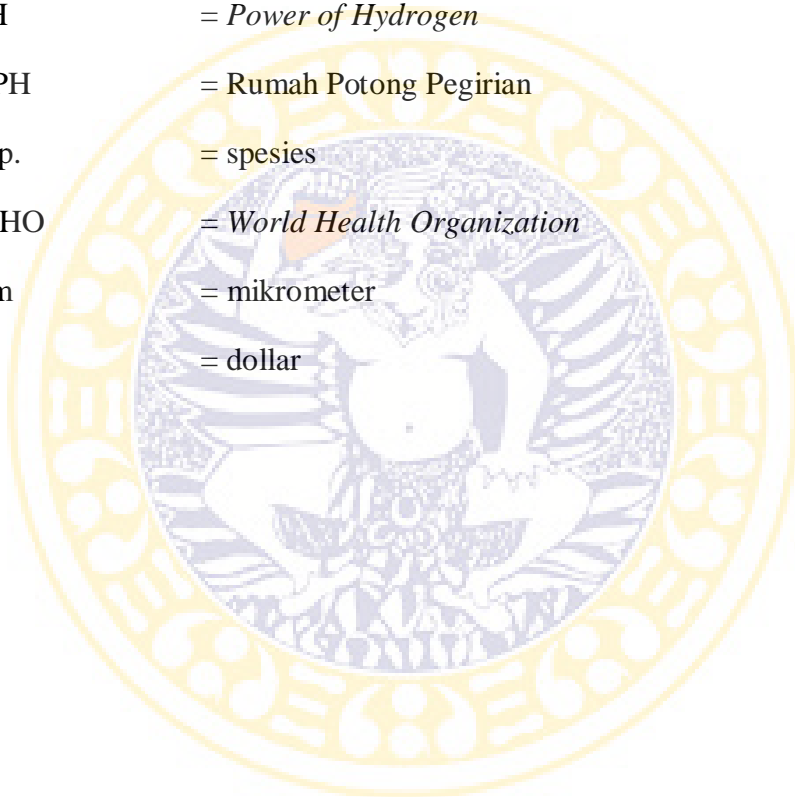 H = Power of Hydrogen
PH = Rumah Potong Pegirian
p. = spesies
HO = World Health Organization
m = mikrometer
= dollar